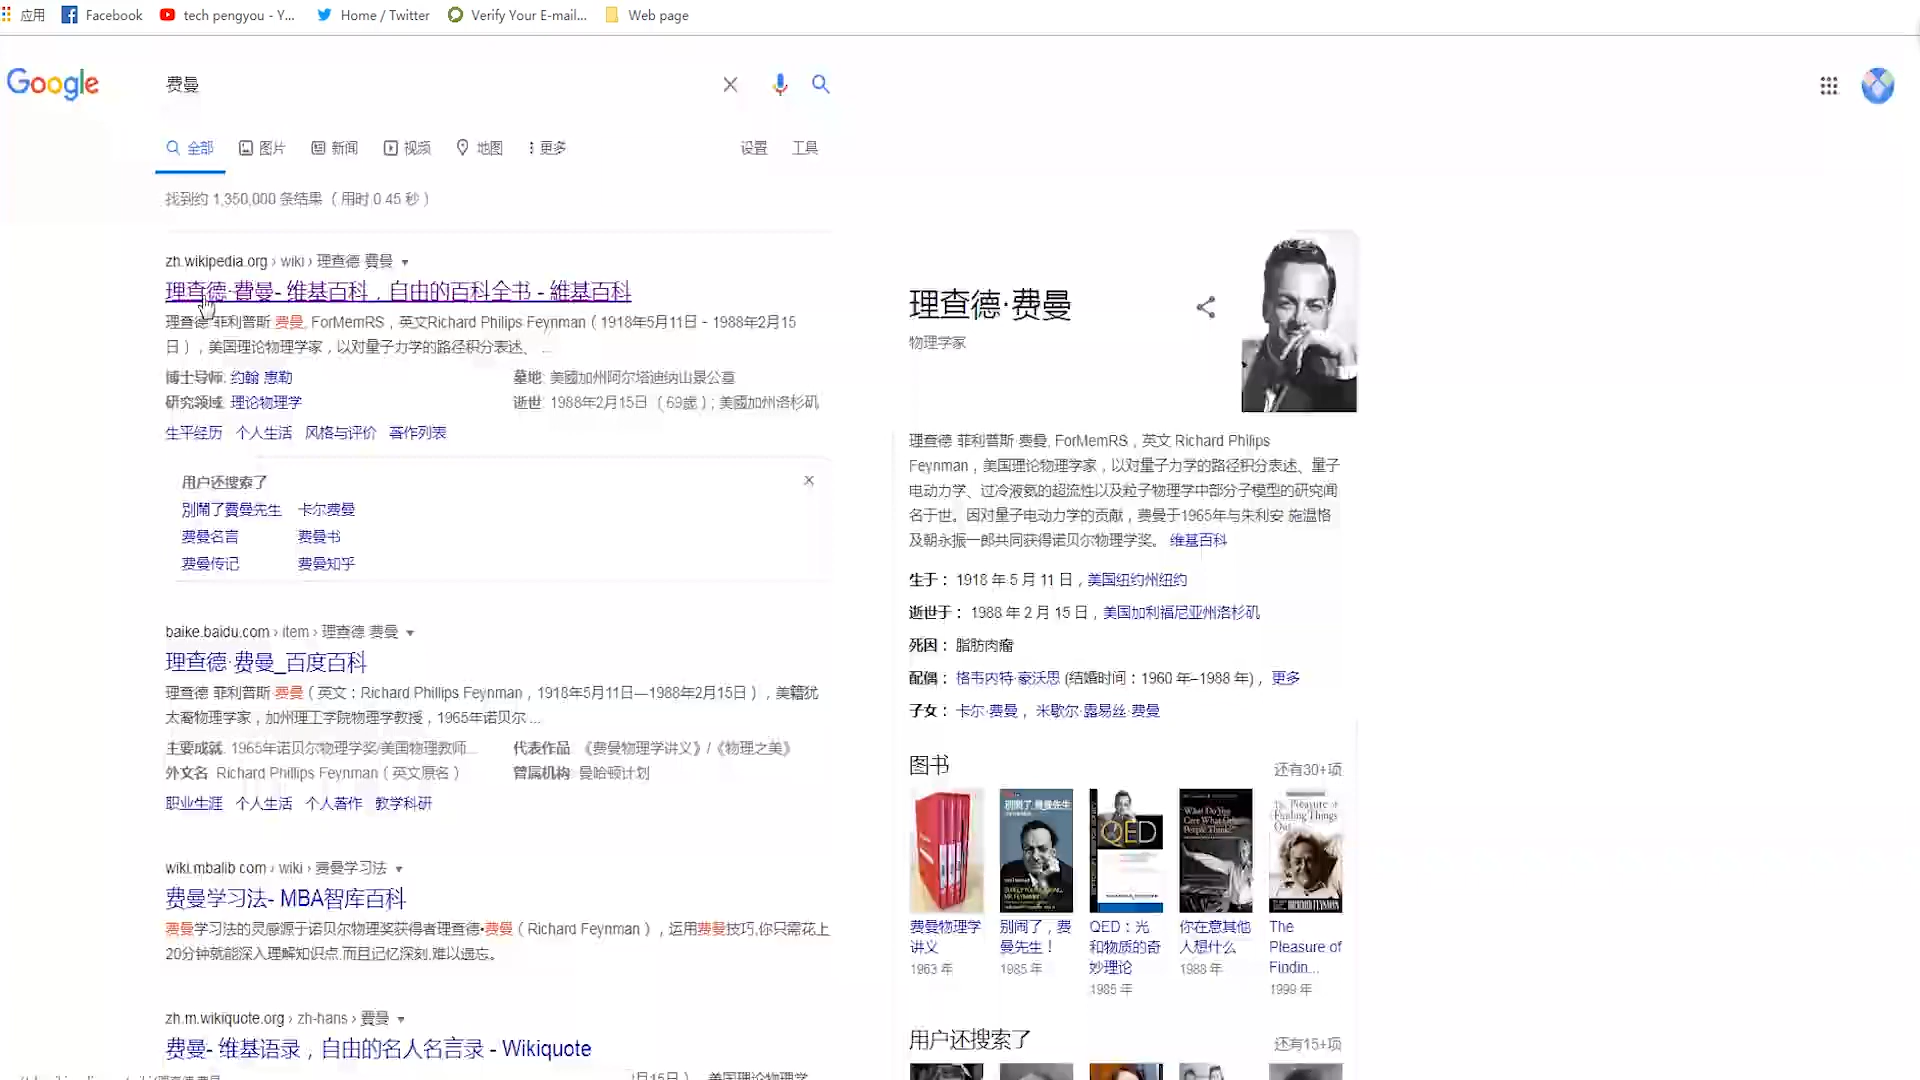 应用 Facebook tech pengyou - Y... Home / Twitter Verify Your E-mail... Web page
Google 费曼
全部 图片 新闻 视频 地图 更多 设置 工具
找到约 1,350,000 条结果 （用时 0.45 秒）
zh.wikipedia.org › wiki › 理查德·費曼
理查德·費曼- 维基百科，自由的百科全书 - 維基百科
理查德·菲利普斯·费曼, ForMemRS，英文Richard Philips Feynman（1918年5月11日 - 1988年2月15
日），美国理论物理学家，以对量子力学的路径积分表述、 ...
博士导师: 约翰·惠勒 墓地: 美國加州阿尔塔迪纳山景公墓
研究领域: 理论物理学 逝世: 1988年2月15日 （69歲）; 美國加州洛杉矶
生平经历 个人生活 风格与评价 著作列表
用户还搜索了
別鬧了費曼先生 卡尔费曼
费曼名言 费曼书
费曼传记 费曼知乎
baike.baidu.com › item › 理查德·费曼
理查德·费曼_百度百科
理查德·菲利普斯·费曼（英文：Richard Phillips Feynman，1918年5月11日—1988年2月15日），美籍犹
太裔物理学家，加州理工学院物理学教授，1965年诺贝尔 ...
主要成就: 1965年诺贝尔物理学奖/美国物理教师... 代表作品: 《费曼物理学讲义》/《物理之美》
外文名: Richard Phillips Feynman（英文原名） 曾属机构: 曼哈顿计划
职业生涯 个人生活 个人著作 教学科研
wiki.mbalib.com › wiki › 费曼学习法
费曼学习法- MBA智库百科
费曼学习法的灵感源于诺贝尔物理奖获得者理查德•费曼（Richard Feynman），运用费曼技巧,你只需花上
20分钟就能深入理解知识点,而且记忆深刻,难以遗忘。
zh.m.wikiquote.org › zh-hans › 費曼
费曼- 维基语录，自由的名人名言录 - Wikiquote
理查德·费曼
物理学家
理查德·菲利普斯·费曼, ForMemRS，英文 Richard Philips
Feynman，美国理论物理学家，以对量子力学的路径积分表述、量子
电动力学、过冷液氦的超流性以及粒子物理学中部分子模型的研究闻
名于世。因对量子电动力学的贡献，费曼于1965年与朱利安·施温格
及朝永振一郎共同获得诺贝尔物理学奖。 维基百科
生于： 1918 年 5 月 11 日，美国纽约州纽约
逝世于： 1988 年 2 月 15 日，美国加利福尼亚州洛杉矶
死因： 脂肪肉瘤
配偶： 格韦内特·豪沃思 (结婚时间：1960 年–1988 年)， 更多
子女： 卡尔·费曼， 米歇尔·露易丝·费曼
图书 还有30+项
別鬧了,費曼先生
QED
What Do You
Care What Other
People Think?
The Pleasure of
Finding Things
Out
RICHARD FEYNMAN
费曼物理学
讲义
1963 年
别闹了，费
曼先生！
1985 年
QED：光
和物质的奇
妙理论
1985 年
你在意其他
人想什么
1988 年
The
Pleasure of
Findin...
1999 年
用户还搜索了 还有15+项